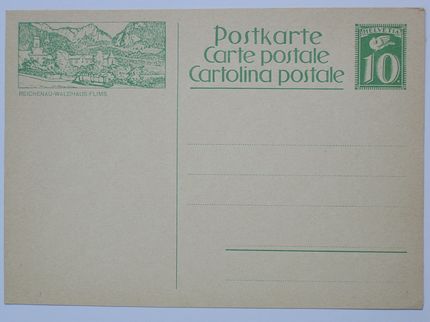 Postkarte
Carte postale
Cartolina postale
HELVETIA
10
REICHENAU-WALDHAUS-FLIMS